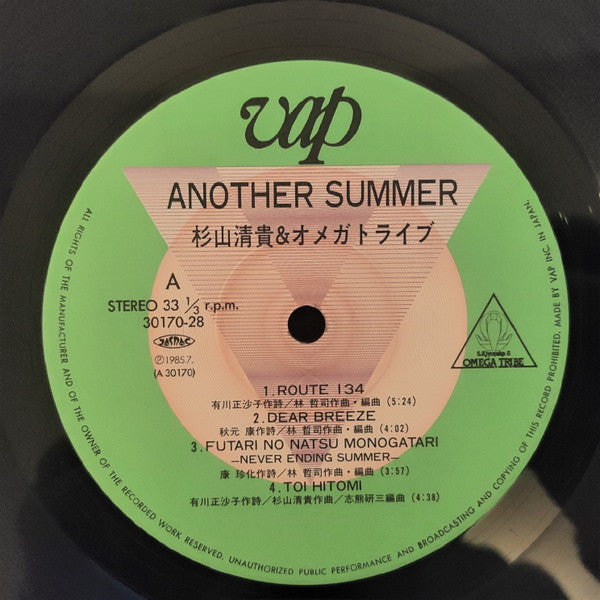 vap
ANOTHER SUMMER
杉山清貴&オメガトライブ
A
STEREO 33 1/3 r.p.m.
30170-28
JASRAC
Ⓟ1985.7.
(A 30170)
S.Kiyotaka &
OMEGA TRIBE
1.ROUTE 134
有川正沙子作詩/林 哲司作曲・編曲 (5:24)
2.DEAR BREEZE
秋元 康作詩/林 哲司作曲・編曲 (4:02)
3.FUTARI NO NATSU MONOGATARI
—NEVER ENDING SUMMER—
康 珍化作詩/林 哲司作曲・編曲 (3:57)
4.TOI HITOMI
有川正沙子作詩/杉山清貴作曲/志熊研三編曲 (4:38)
ALL RIGHTS OF THE MANUFACTURER AND OF THE OWNER OF THE RECORDED WORK RESERVED. UNAUTHORIZED PUBLIC PERFORMANCE AND BROADCASTING AND COPYING OF THIS RECORD PROHIBITED. MADE BY VAP INC. IN JAPAN.